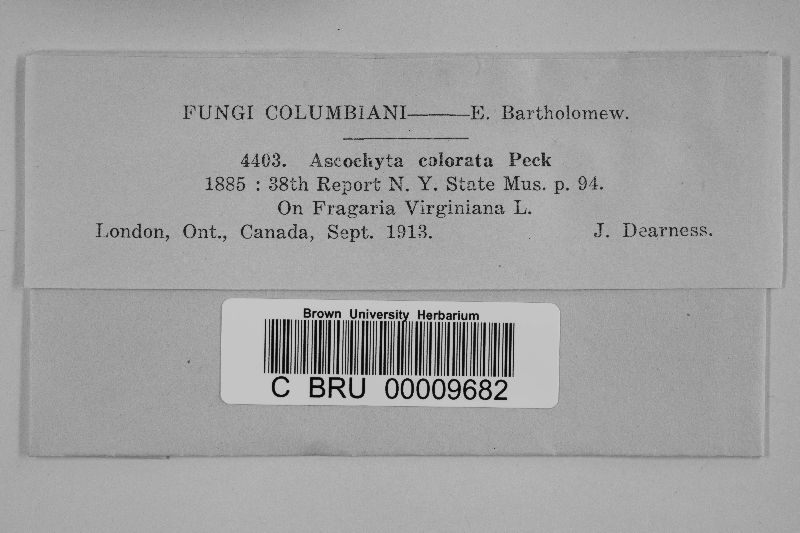 FUNGI COLUMBIANI——E. Bartholomew.
4403. Ascochyta colorata Peck
1885 : 38th Report N. Y. State Mus. p. 94.
On Fragaria Virginiana L.
London, Ont., Canada, Sept. 1913. J. Dearness.
Brown University Herbarium
C BRU 00009682